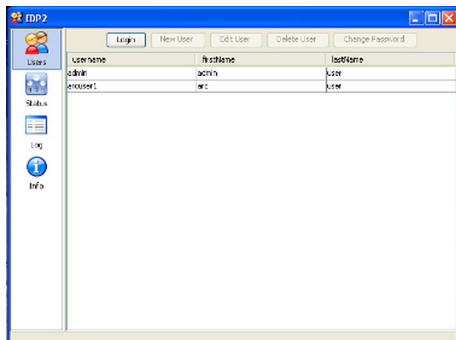 EDP2
Login New User Edit User Delete User Change Password
Users
username firstName lastName
admin admin user
arcuser1 arc user
Status
Log
Info